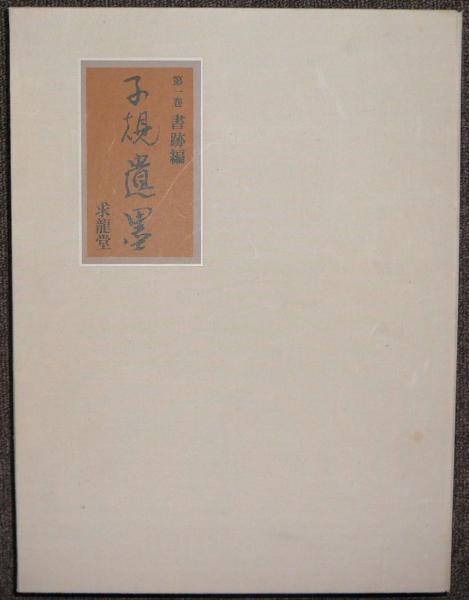 第一巻 書跡編
子規遺墨
求龍堂